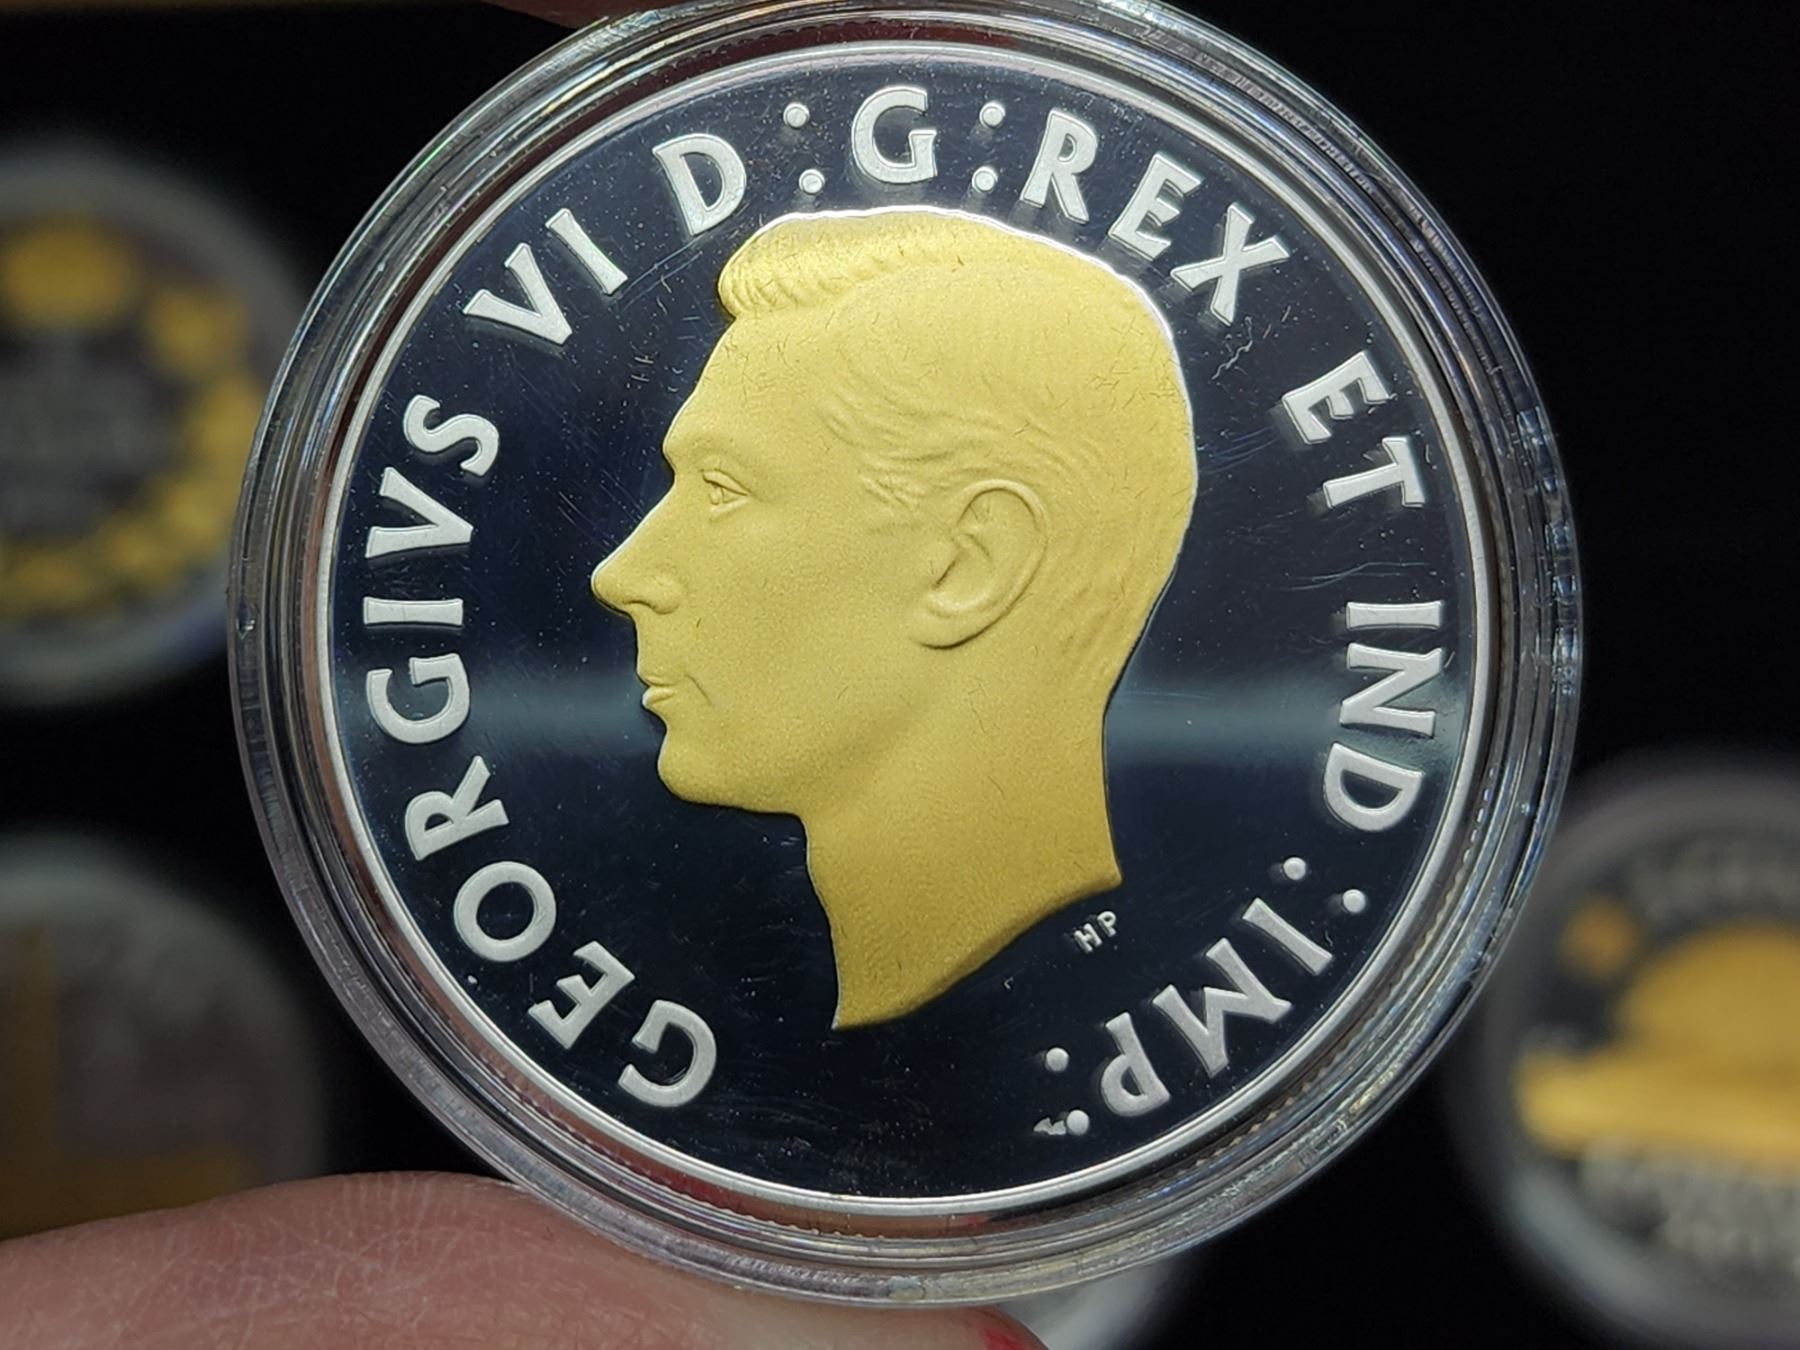 GEORGIVS VI D:G:REX ET IND:IMP:
HP